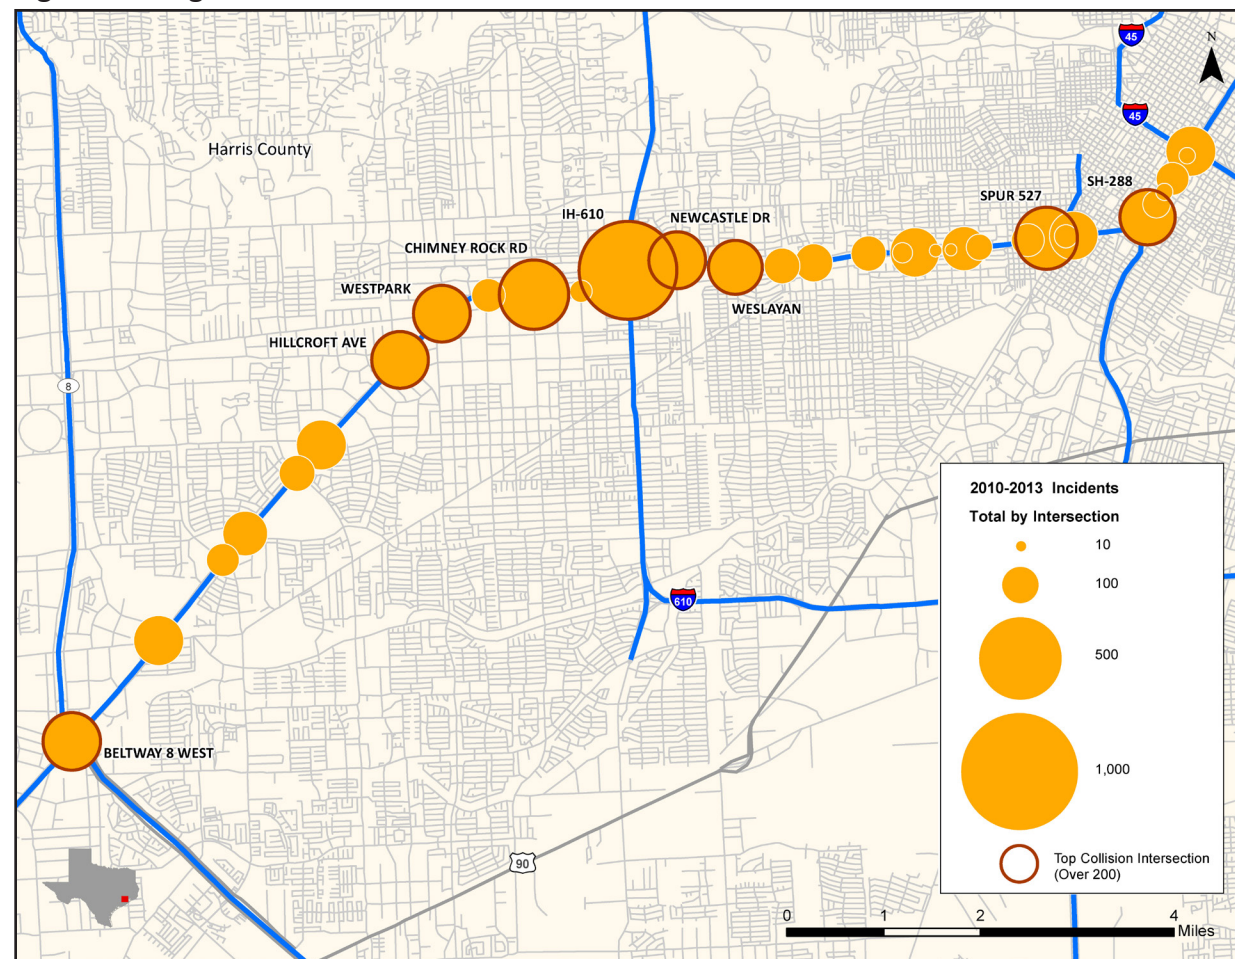 45
N
45
Harris County
SH-288
SPUR 527
IH-610
NEWCASTLE DR
CHIMNEY ROCK RD
WESTPARK
WESLAYAN
HILLCROFT AVE
8
2010-2013 Incidents
Total by Intersection
10
100
500
1,000
Top Collision Intersection
(Over 200)
610
BELTWAY 8 WEST
90
0 1 2 4
Miles